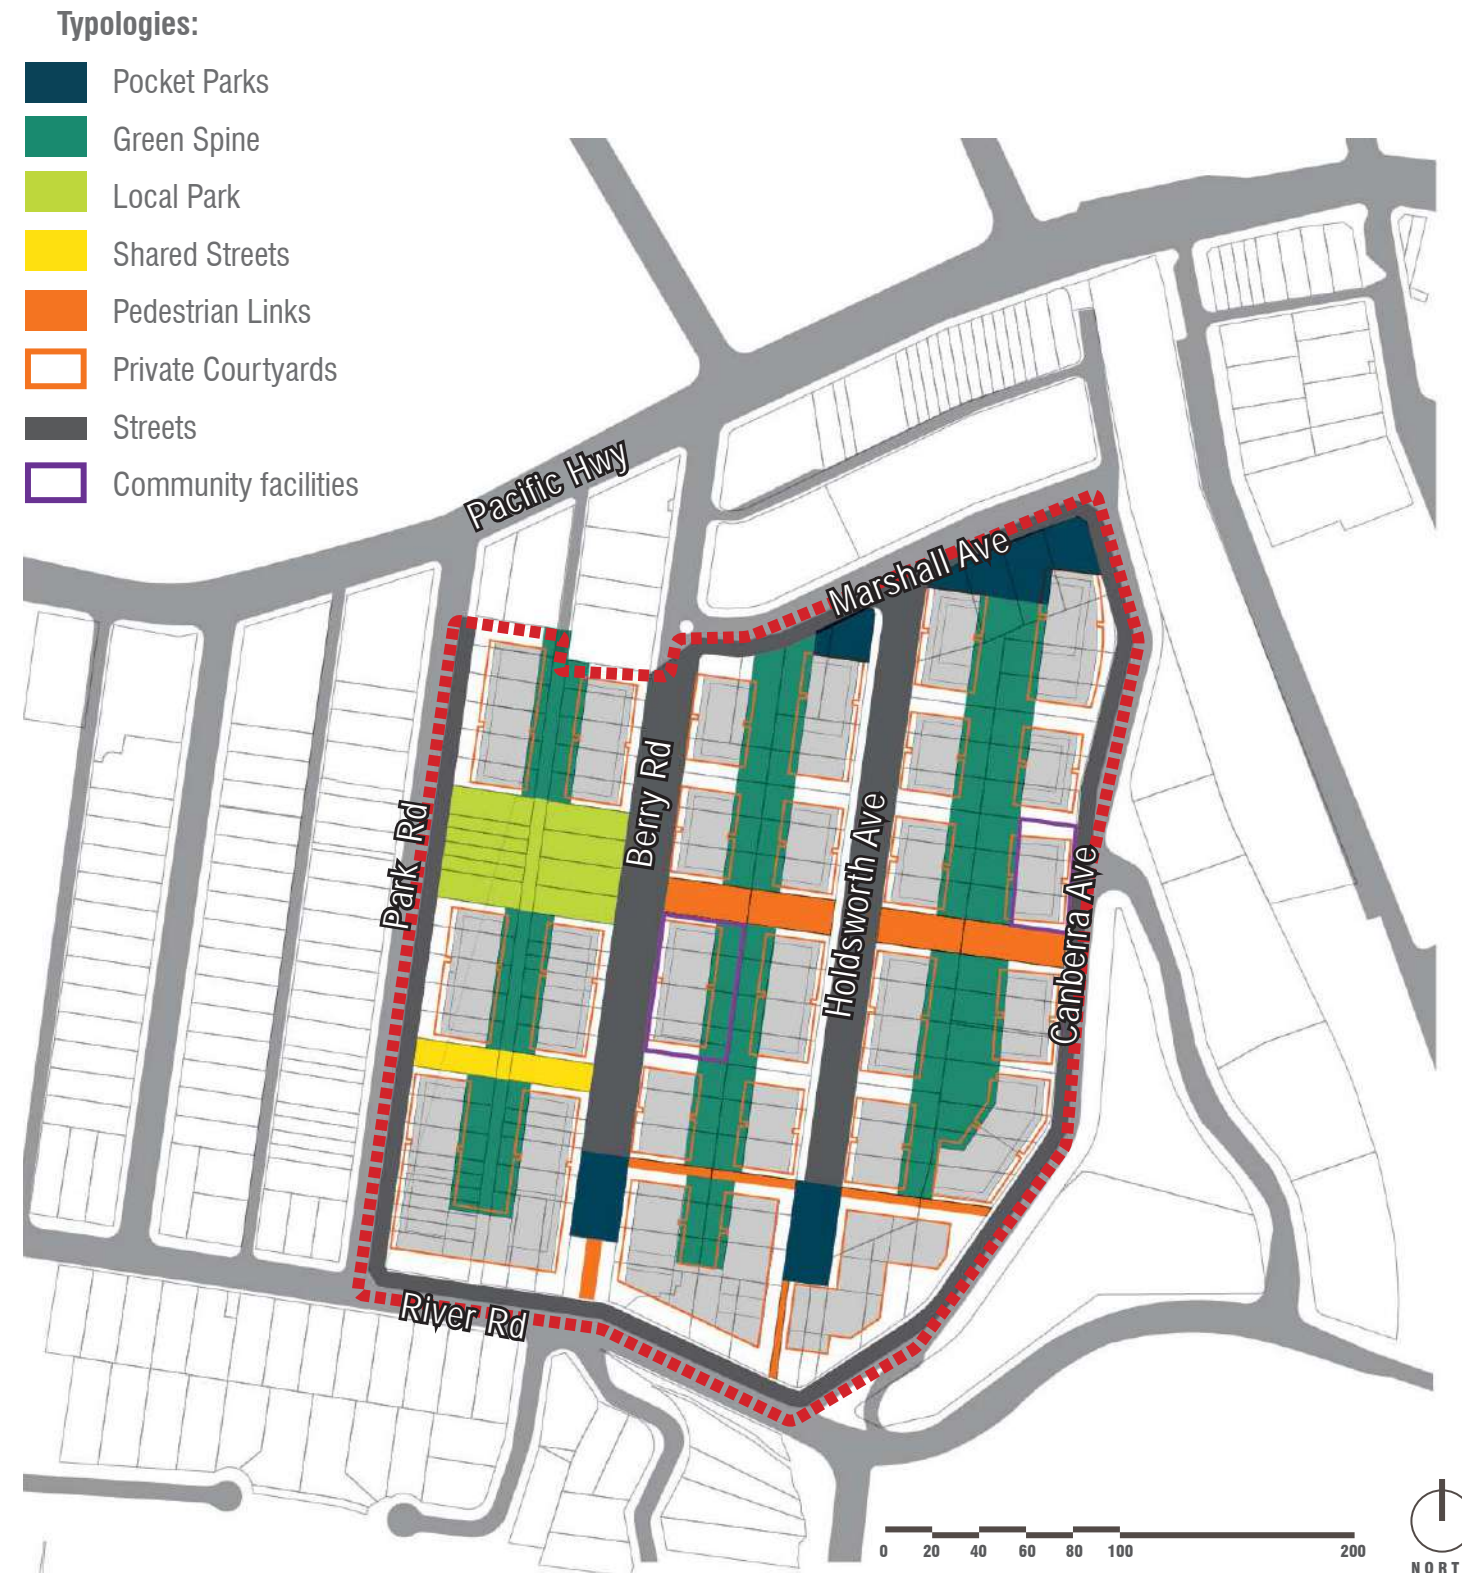 Typologies:
Pocket Parks
Green Spine
Local Park
Shared Streets
Pedestrian Links
Private Courtyards
Streets
Community facilities
Pacific Hwy
Marshall Ave
Park Rd
Berry Rd
Holdsworth Ave
Canberra Ave
River Rd
0 20 40 60 80 100 200
NORT